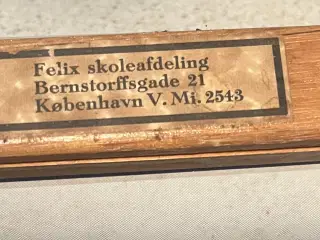 Felix skoleafdeling
Bernstorffsgade 21
København V. Mi. 2543